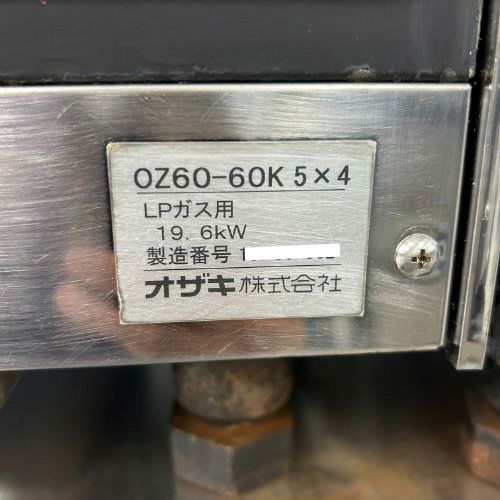 OZ60-60K 5×4
LPガス用
19.6kW
製造番号
オザキ株式会社